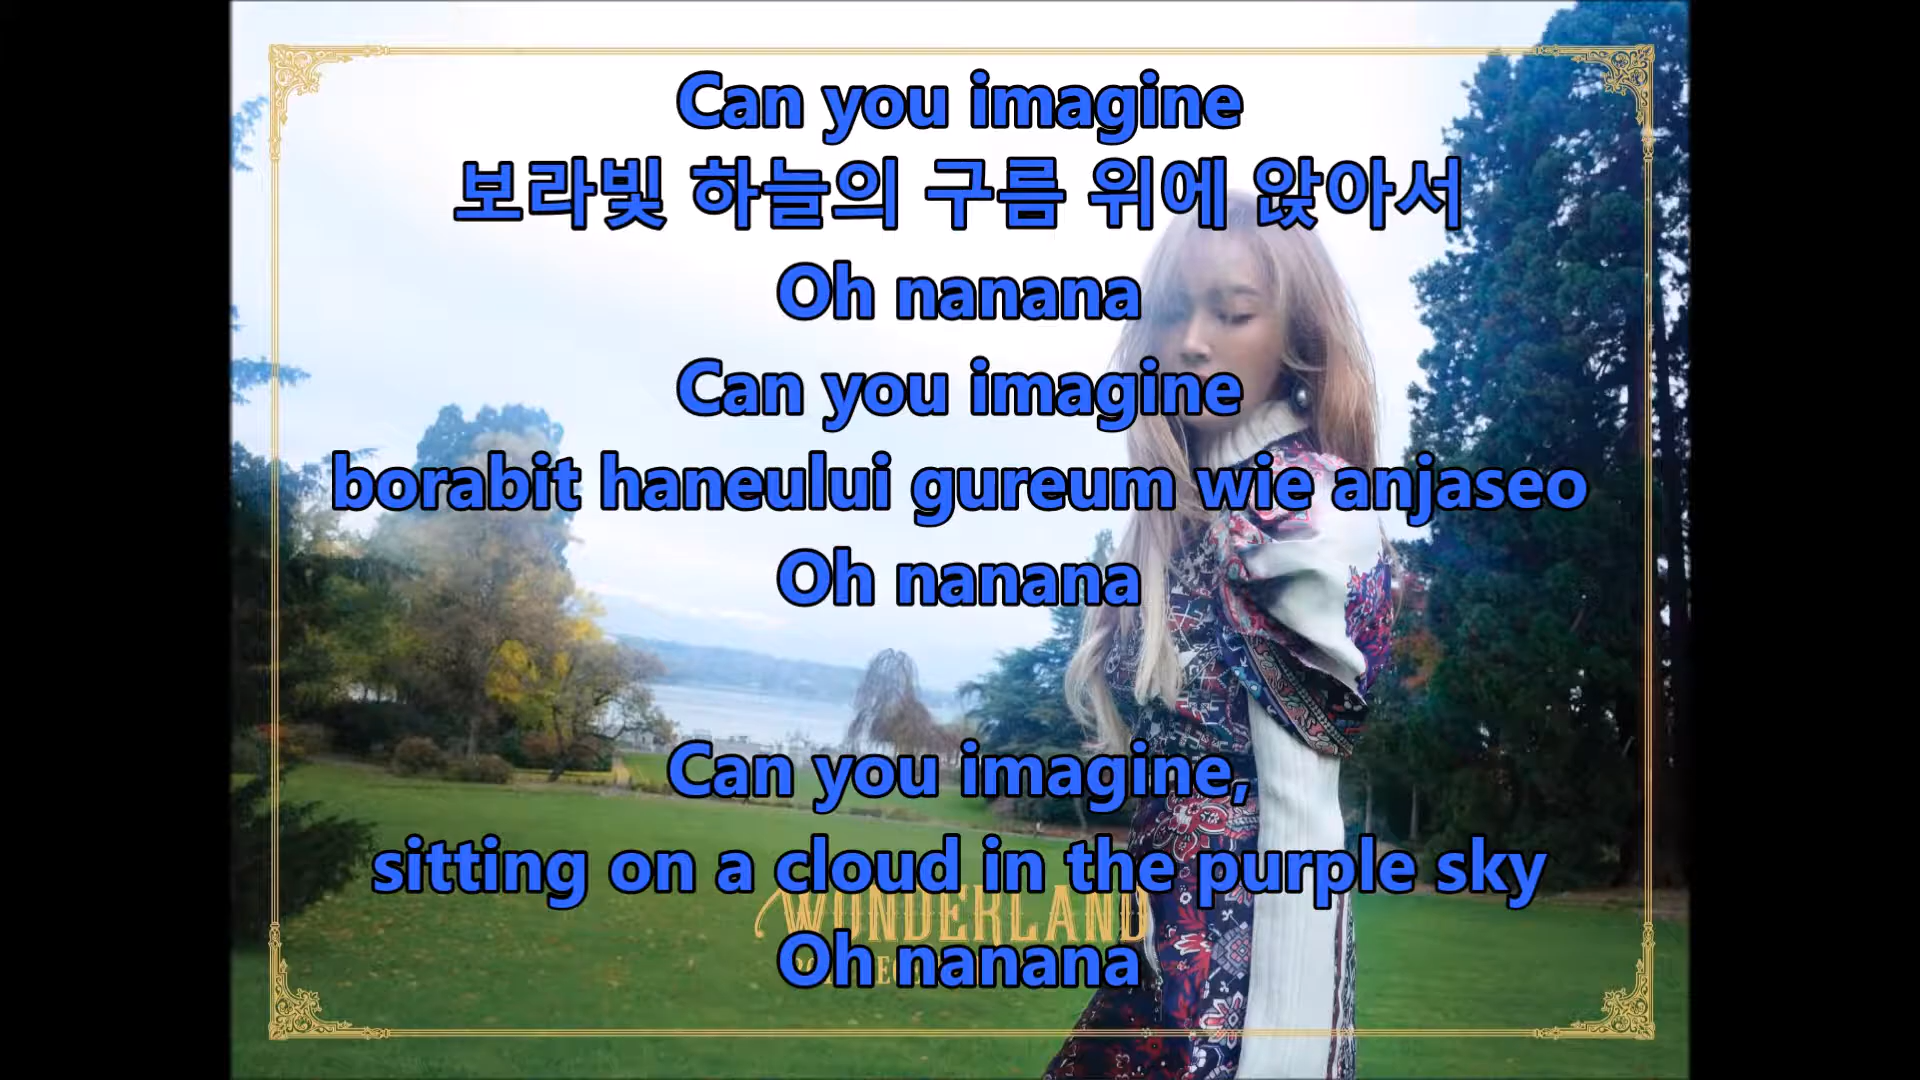 Can you imagine
보라빛 하늘의 구름 위에 앉아서
Oh nanana
Can you imagine
borabit haneului gureum wie anjaseo
Oh nanana
Can you imagine,
sitting on a cloud in the purple sky
WONDERLAND
Oh nanana